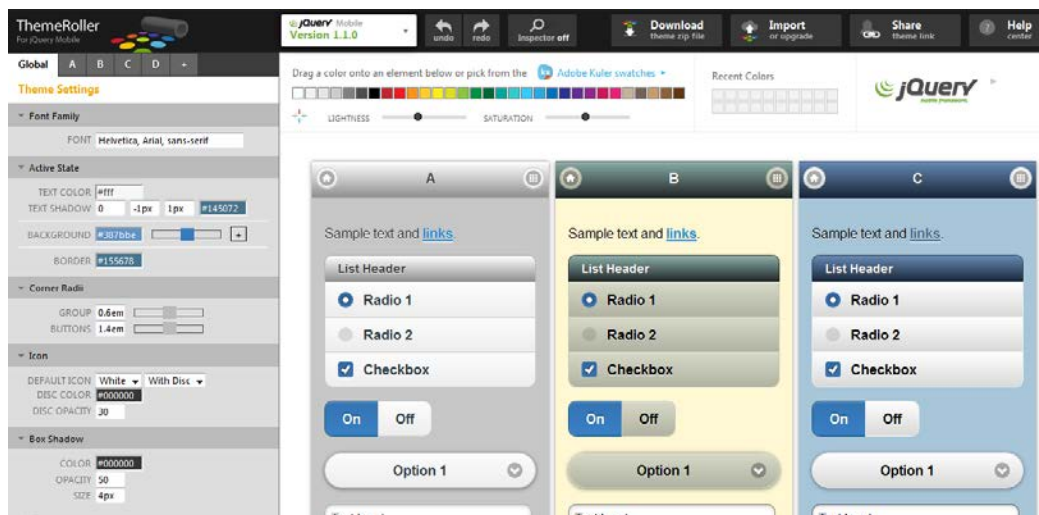 ThemeRoller
For jQuery Mobile
jQuery Mobile
Version 1.1.0
undo
redo
Inspector off
Download
theme zip file
Import
or upgrade
Share
theme link
Help
center
Global A B C D +
Theme Settings
Font Family
FONT Helvetica, Arial, sans-serif
Active State
TEXT COLOR #fff
TEXT SHADOW 0 -1px 1px #145072
BACKGROUND #387bbe +
BORDER #155678
Corner Radii
GROUP 0.6em
BUTTONS 1.4em
Icon
DEFAULT ICON White With Disc
DISC COLOR #000000
DISC OPACITY 30
Box Shadow
COLOR #000000
OPACITY 50
SIZE 4px
Drag a color onto an element below or pick from the ku Adobe Kuler swatches
LIGHTNESS SATURATION
Recent Colors
jQuery
A
Sample text and links.
List Header
Radio 1
Radio 2
Checkbox
On Off
Option 1
B
Sample text and links.
List Header
Radio 1
Radio 2
Checkbox
On Off
Option 1
C
Sample text and links.
List Header
Radio 1
Radio 2
Checkbox
On Off
Option 1